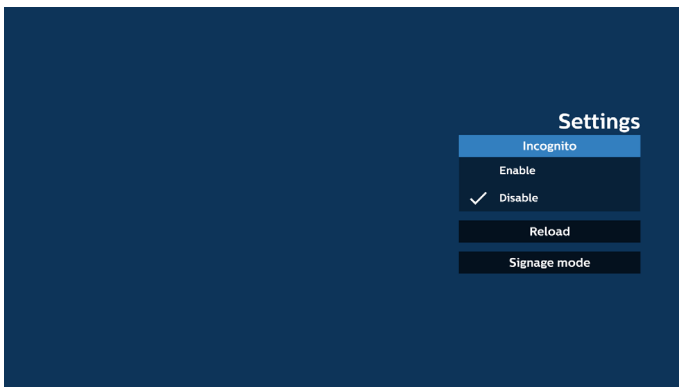 Settings
Incognito
Enable
Disable
Reload
Signage mode